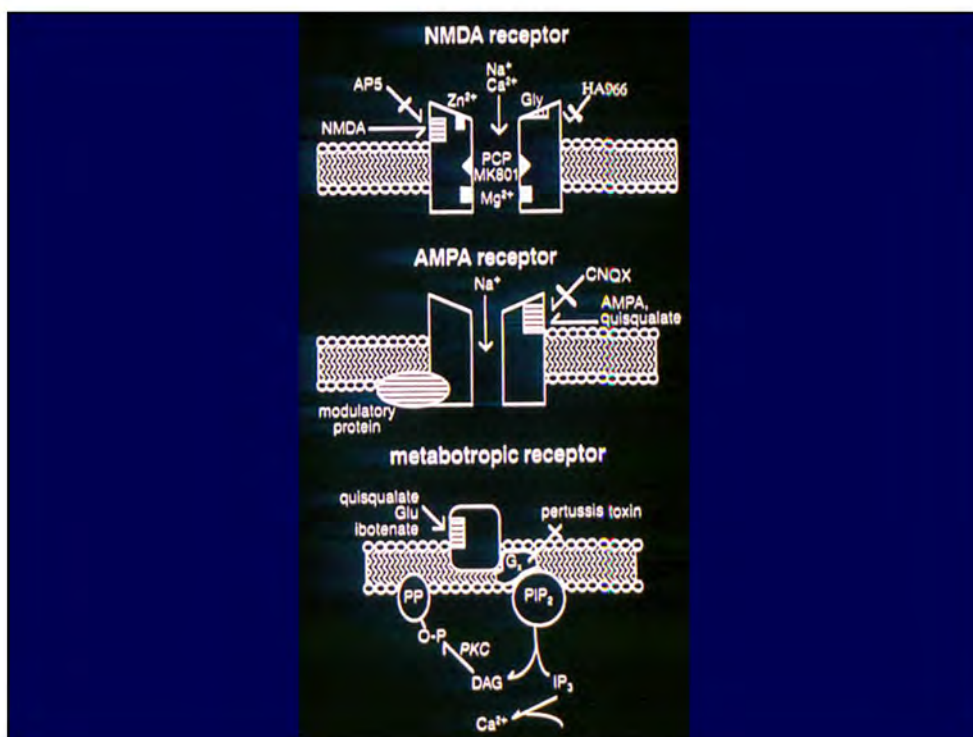 NMDA receptor
Na⁺
Ca²⁺
AP5
Zn²⁺
Gly
HA966
NMDA
PCP
MK801
Mg²⁺
AMPA receptor
Na⁺
CNQX
AMPA,
quisqualate
modulatory
protein
metabotropic receptor
quisqualate
Glu
ibotenate
pertussis toxin
PP
PIP₂
O-P
PKC
DAG
IP₃
Ca²⁺